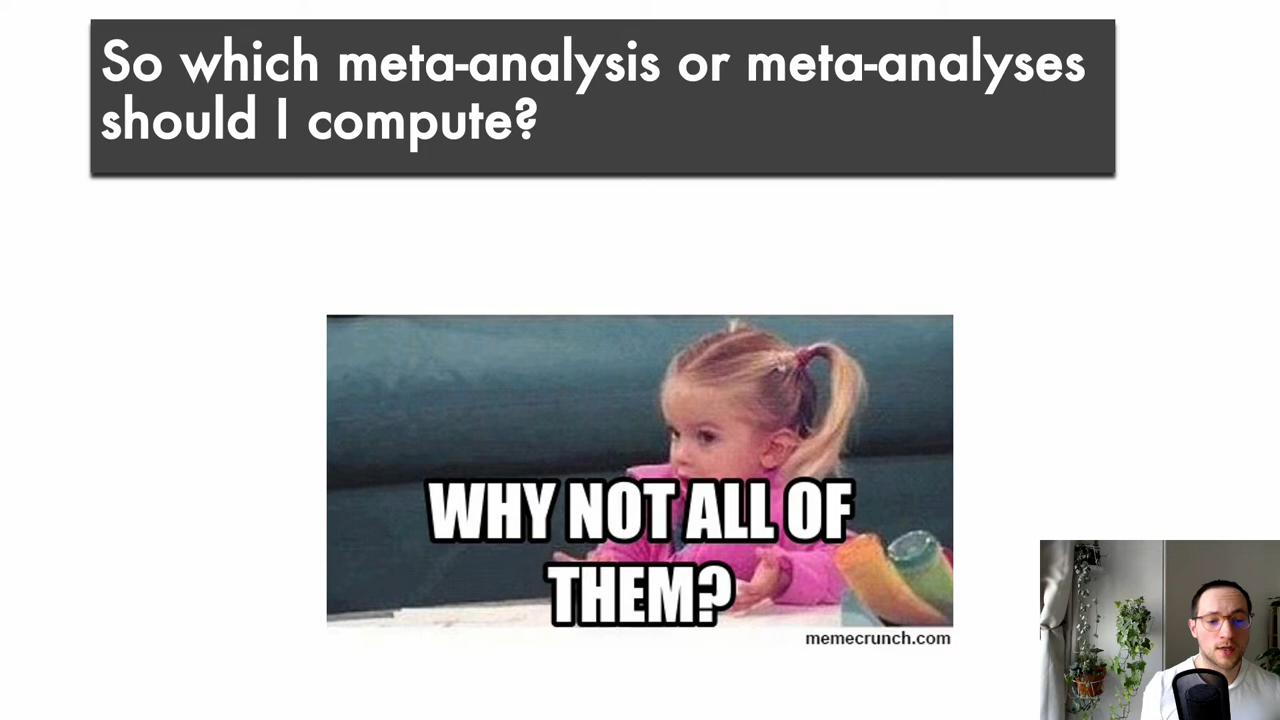 So which meta-analysis or meta-analyses
should I compute?
WHY NOT ALL OF
THEM?
memecrunch.com